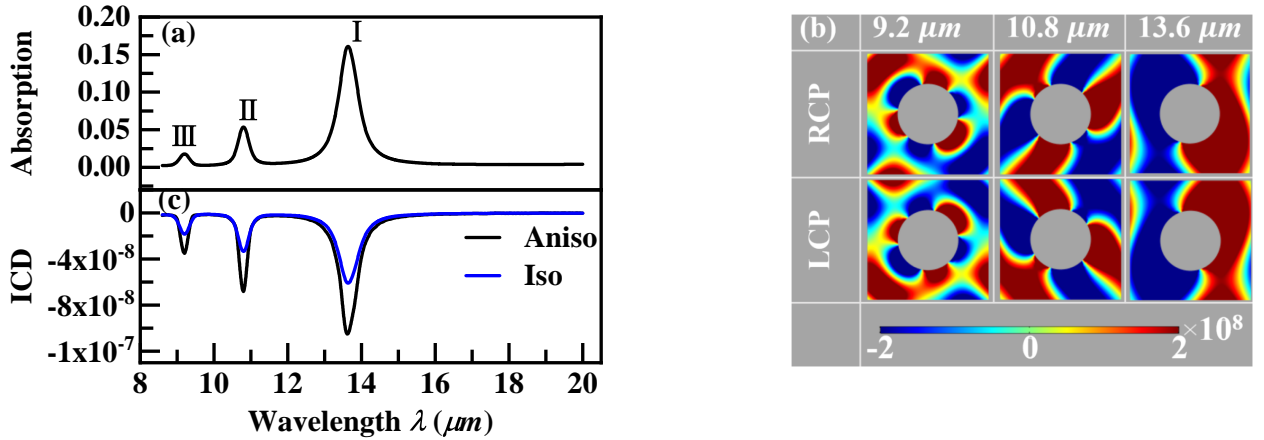 (a)
0.20
0.15
0.10
0.05
0.00
Absorption
I
II
III
(c)
0
-4x10⁻⁸
-8x10⁻⁸
-1x10⁻⁷
ICD
Aniso
Iso
8 10 12 14 16 18 20
Wavelength λ (μm)
(b) 9.2 μm 10.8 μm 13.6 μm
RCP
LCP
-2 0 2 ×10⁸